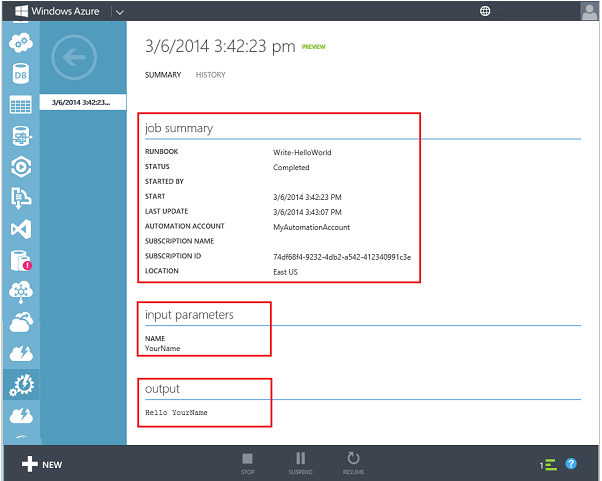 Windows Azure
3/6/2014 3:42:23 pm PREVIEW
DB
3/6/2014 3:42:23...
SUMMARY HISTORY
job summary
RUNBOOK Write-HelloWorld
STATUS Completed
STARTED BY
START 3/6/2014 3:42:23 PM
LAST UPDATE 3/6/2014 3:43:07 PM
AUTOMATION ACCOUNT MyAutomationAccount
SUBSCRIPTION NAME
SUBSCRIPTION ID 74df68f4-9232-4db2-a542-412340991c3e
LOCATION East US
input parameters
NAME
YourName
output
Hello YourName
NEW
STOP SUSPEND RESUME
1 ?